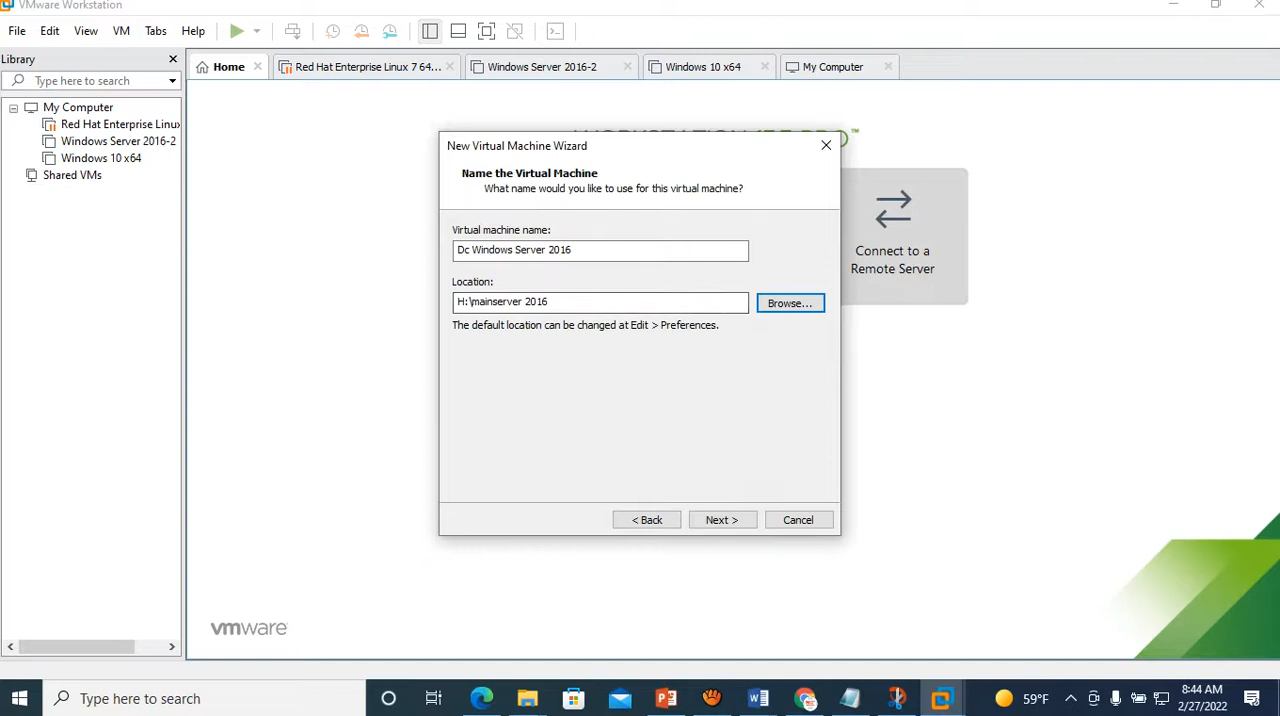 VMware Workstation
File Edit View VM Tabs Help
Library
Type here to search
My Computer
Red Hat Enterprise Linux
Windows Server 2016-2
Windows 10 x64
Shared VMs
Home
Red Hat Enterprise Linux 7 64...
Windows Server 2016-2
Windows 10 x64
My Computer
™
New Virtual Machine Wizard
Name the Virtual Machine
What name would you like to use for this virtual machine?
Virtual machine name:
Dc Windows Server 2016
Location:
H:\mainserver 2016
Browse...
The default location can be changed at Edit > Preferences.
< Back
Next >
Cancel
Connect to a
Remote Server
vmware
Type here to search
59°F
8:44 AM
2/27/2022